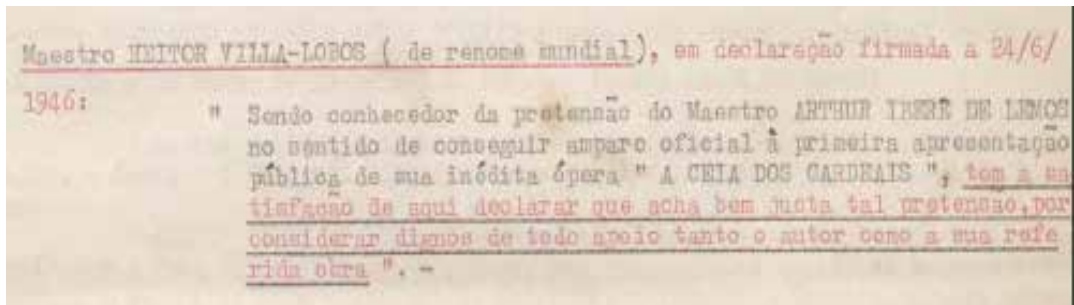 Maestro HEITOR VILLA-LOBOS ( de renome mundial), em declaração firmada a 24/6/
1946:
" Sendo conhecedor da pretensão do Maestro ARTHUR IBERÊ DE LEMOS
no sentido de conseguir amparo oficial à primeira apresentação
pública de sua inédita ópera " A CEIA DOS CARDEAIS ", tem a sa
tisfação de aqui declarar que acha bem justa tal pretensão,por
considerar dignos de todo apoio tanto o autor como a sua refe
rida obra ". -